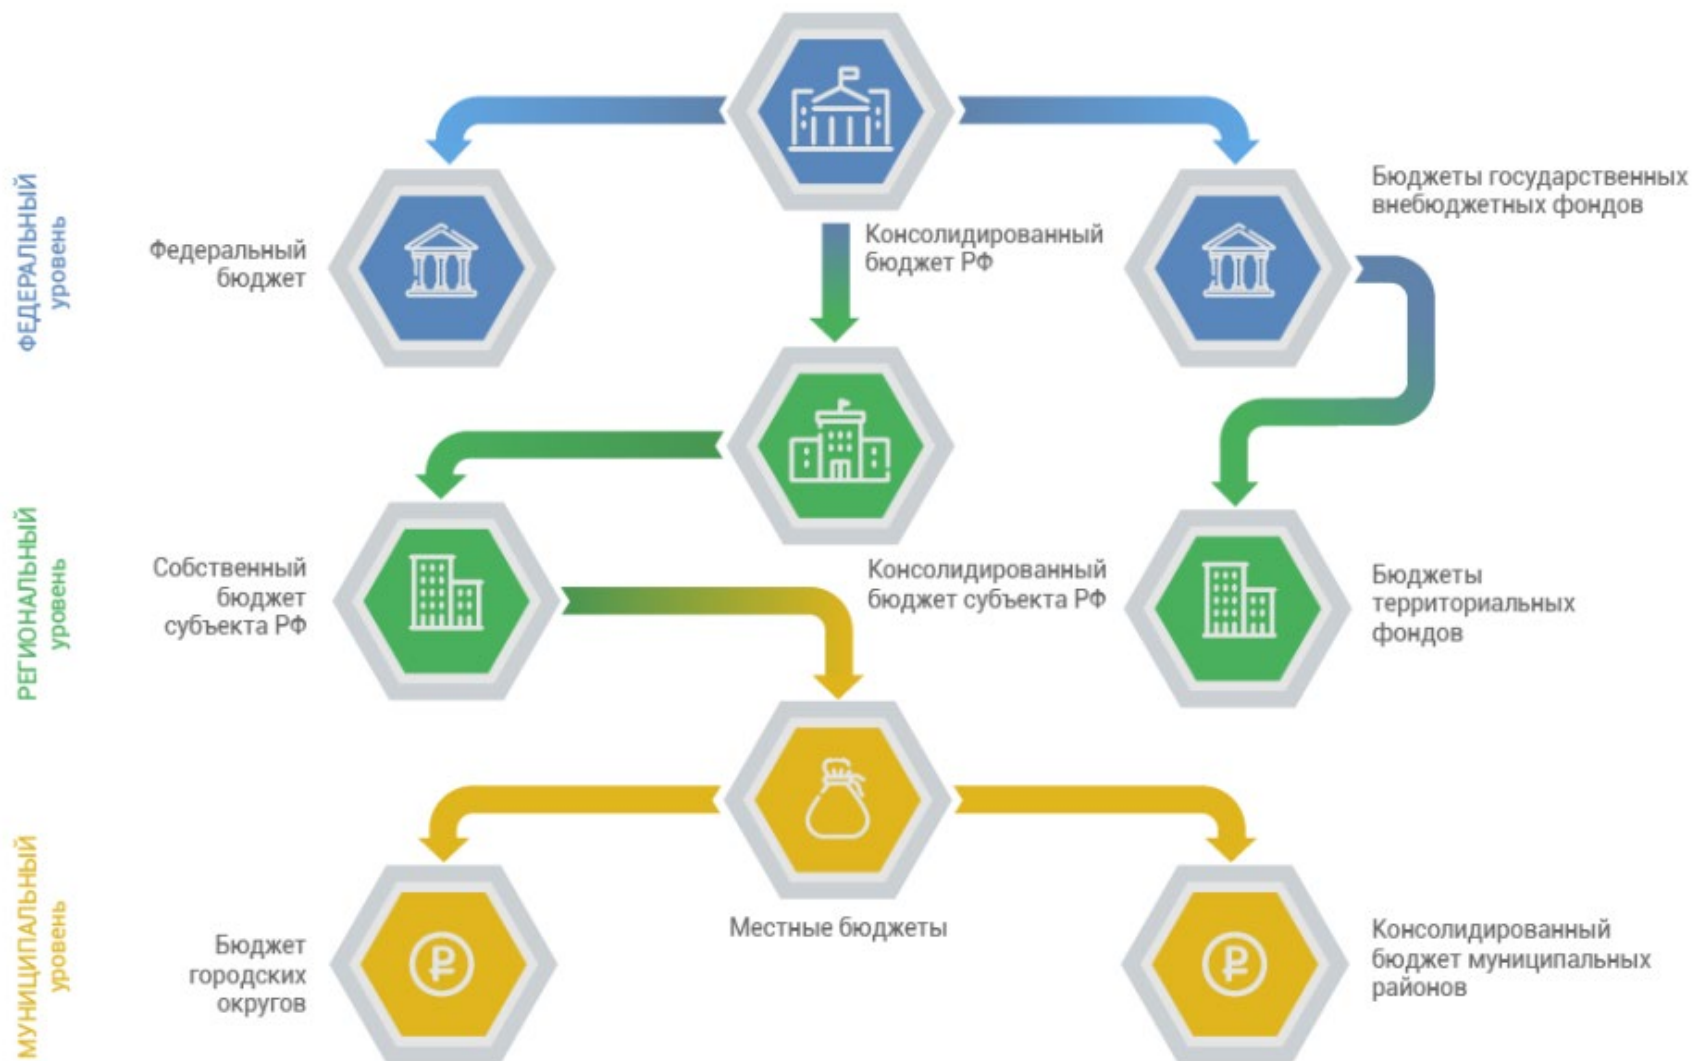 ФЕДЕРАЛЬНЫЙ
уровень
Федеральный
бюджет
Консолидированный
бюджет РФ
Бюджеты государственных
внебюджетных фондов
РЕГИОНАЛЬНЫЙ
уровень
Собственный
бюджет
субъекта РФ
Консолидированный
бюджет субъекта РФ
Бюджеты
территориальных
фондов
МУНИЦИПАЛЬНЫЙ
уровень
Бюджет
городских
округов
Местные бюджеты
Консолидированный
бюджет муниципальных
районов